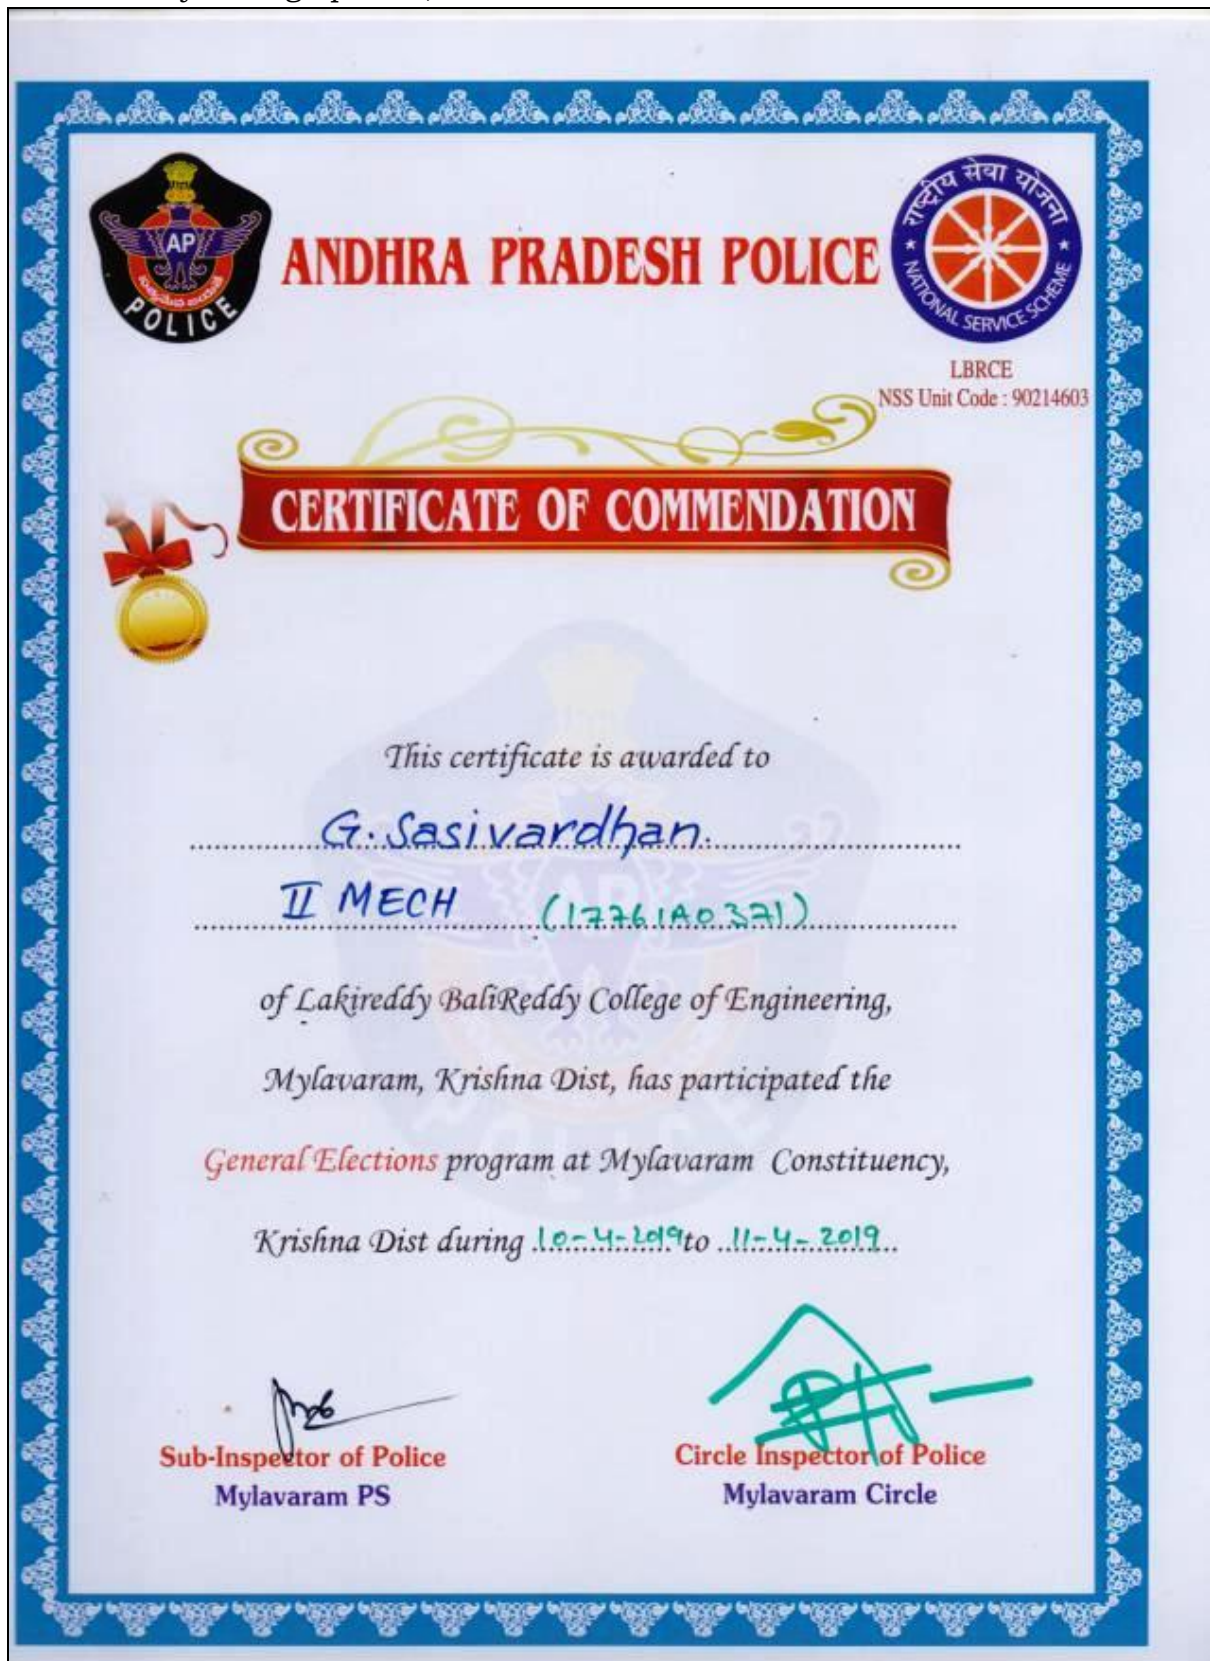 AP
POLICE
ANDHRA PRADESH POLICE
राष्ट्रीय सेवा योजना
NATIONAL SERVICE SCHEME
LBRCE
NSS Unit Code : 90214603
CERTIFICATE OF COMMENDATION
This certificate is awarded to
G. Sasivardhan.
II MECH (17761A0371)
of Lakireddy BaliReddy College of Engineering,
Mylavaram, Krishna Dist, has participated the
General Elections program at Mylavaram Constituency,
Krishna Dist during 10-4-2019 to 11-4-2019
Sub-Inspector of Police
Mylavaram PS
Circle Inspector of Police
Mylavaram Circle